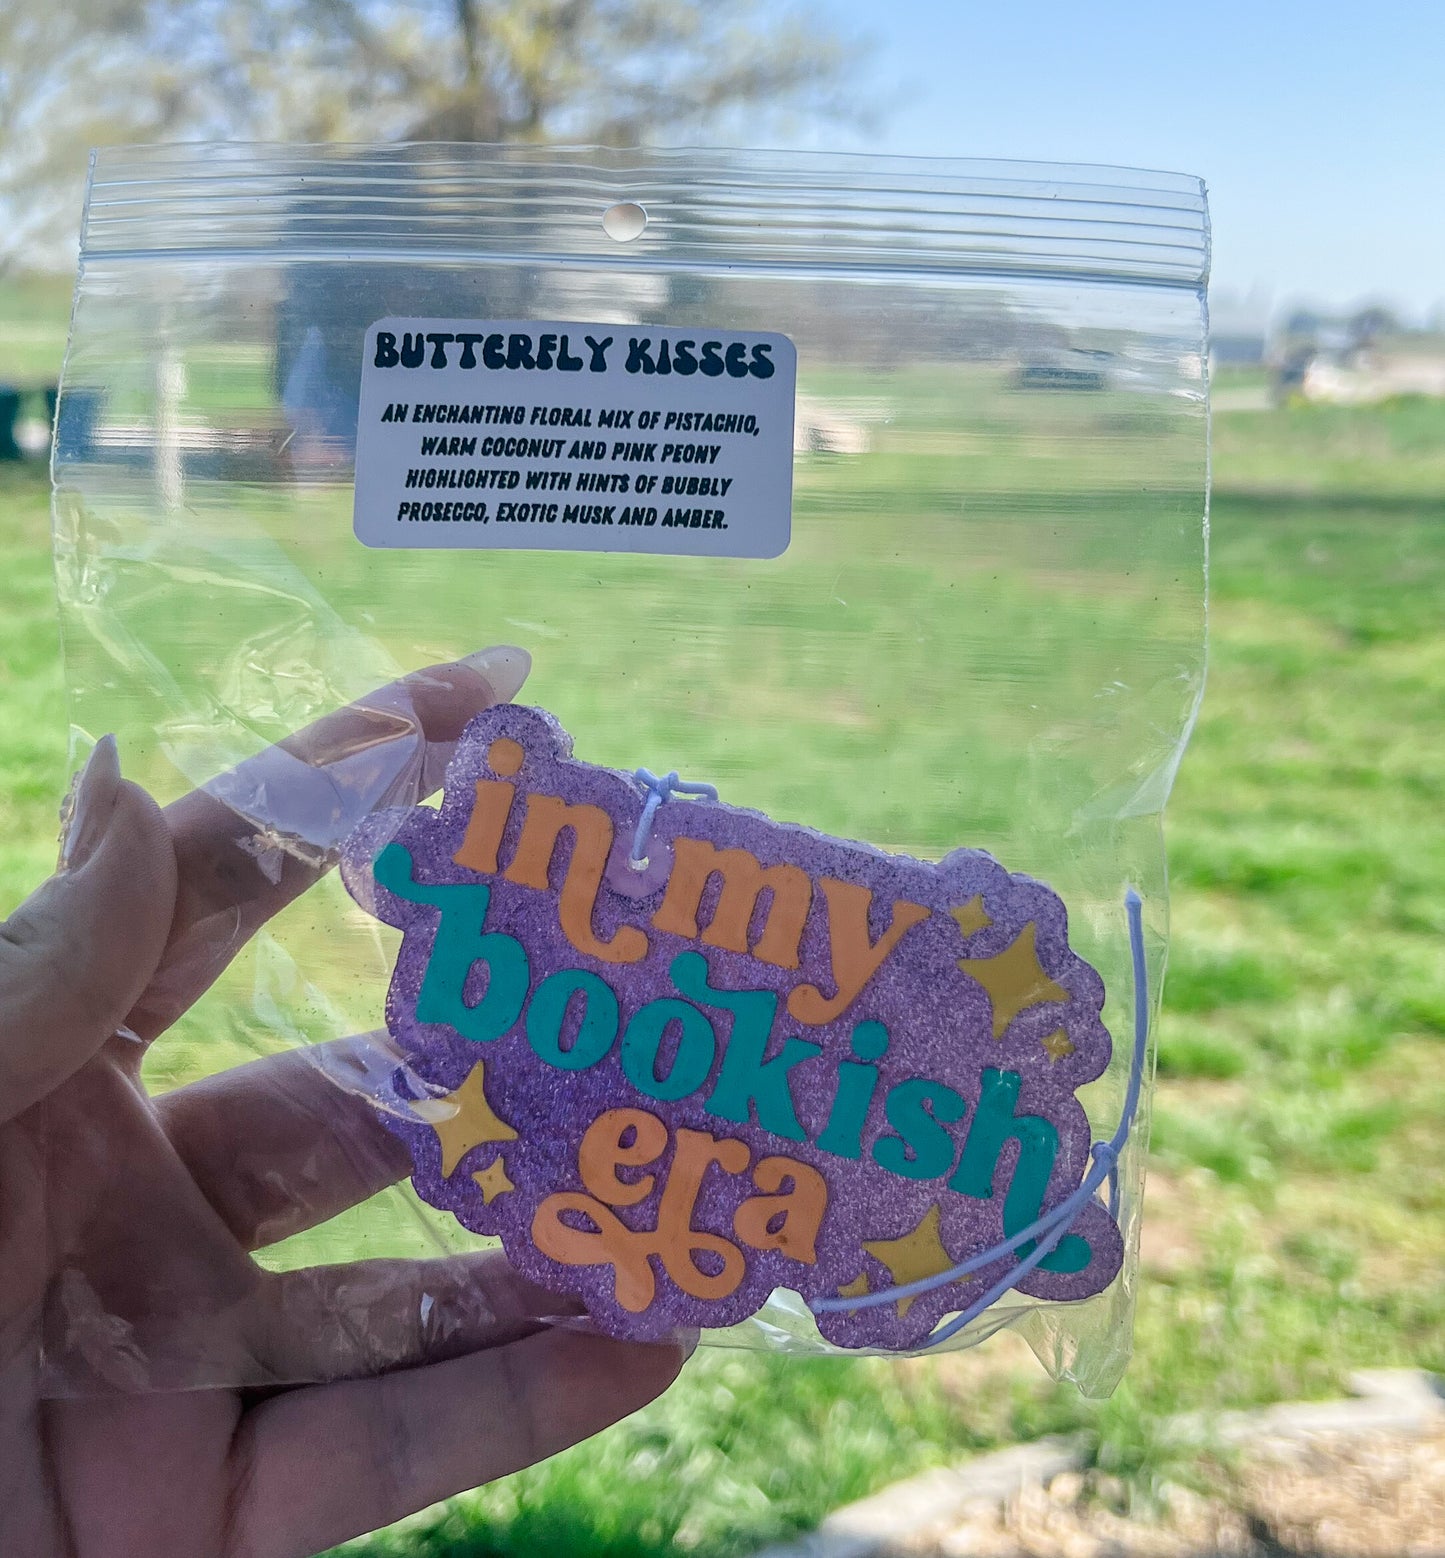 BUTTERFLY KISSES
AN ENCHANTING FLORAL MIX OF PISTACHIO,
WARM COCONUT AND PINK PEONY
HIGHLIGHTED WITH HINTS OF BUBBLY
PROSECCO, EXOTIC MUSK AND AMBER.
in my
bookish
era